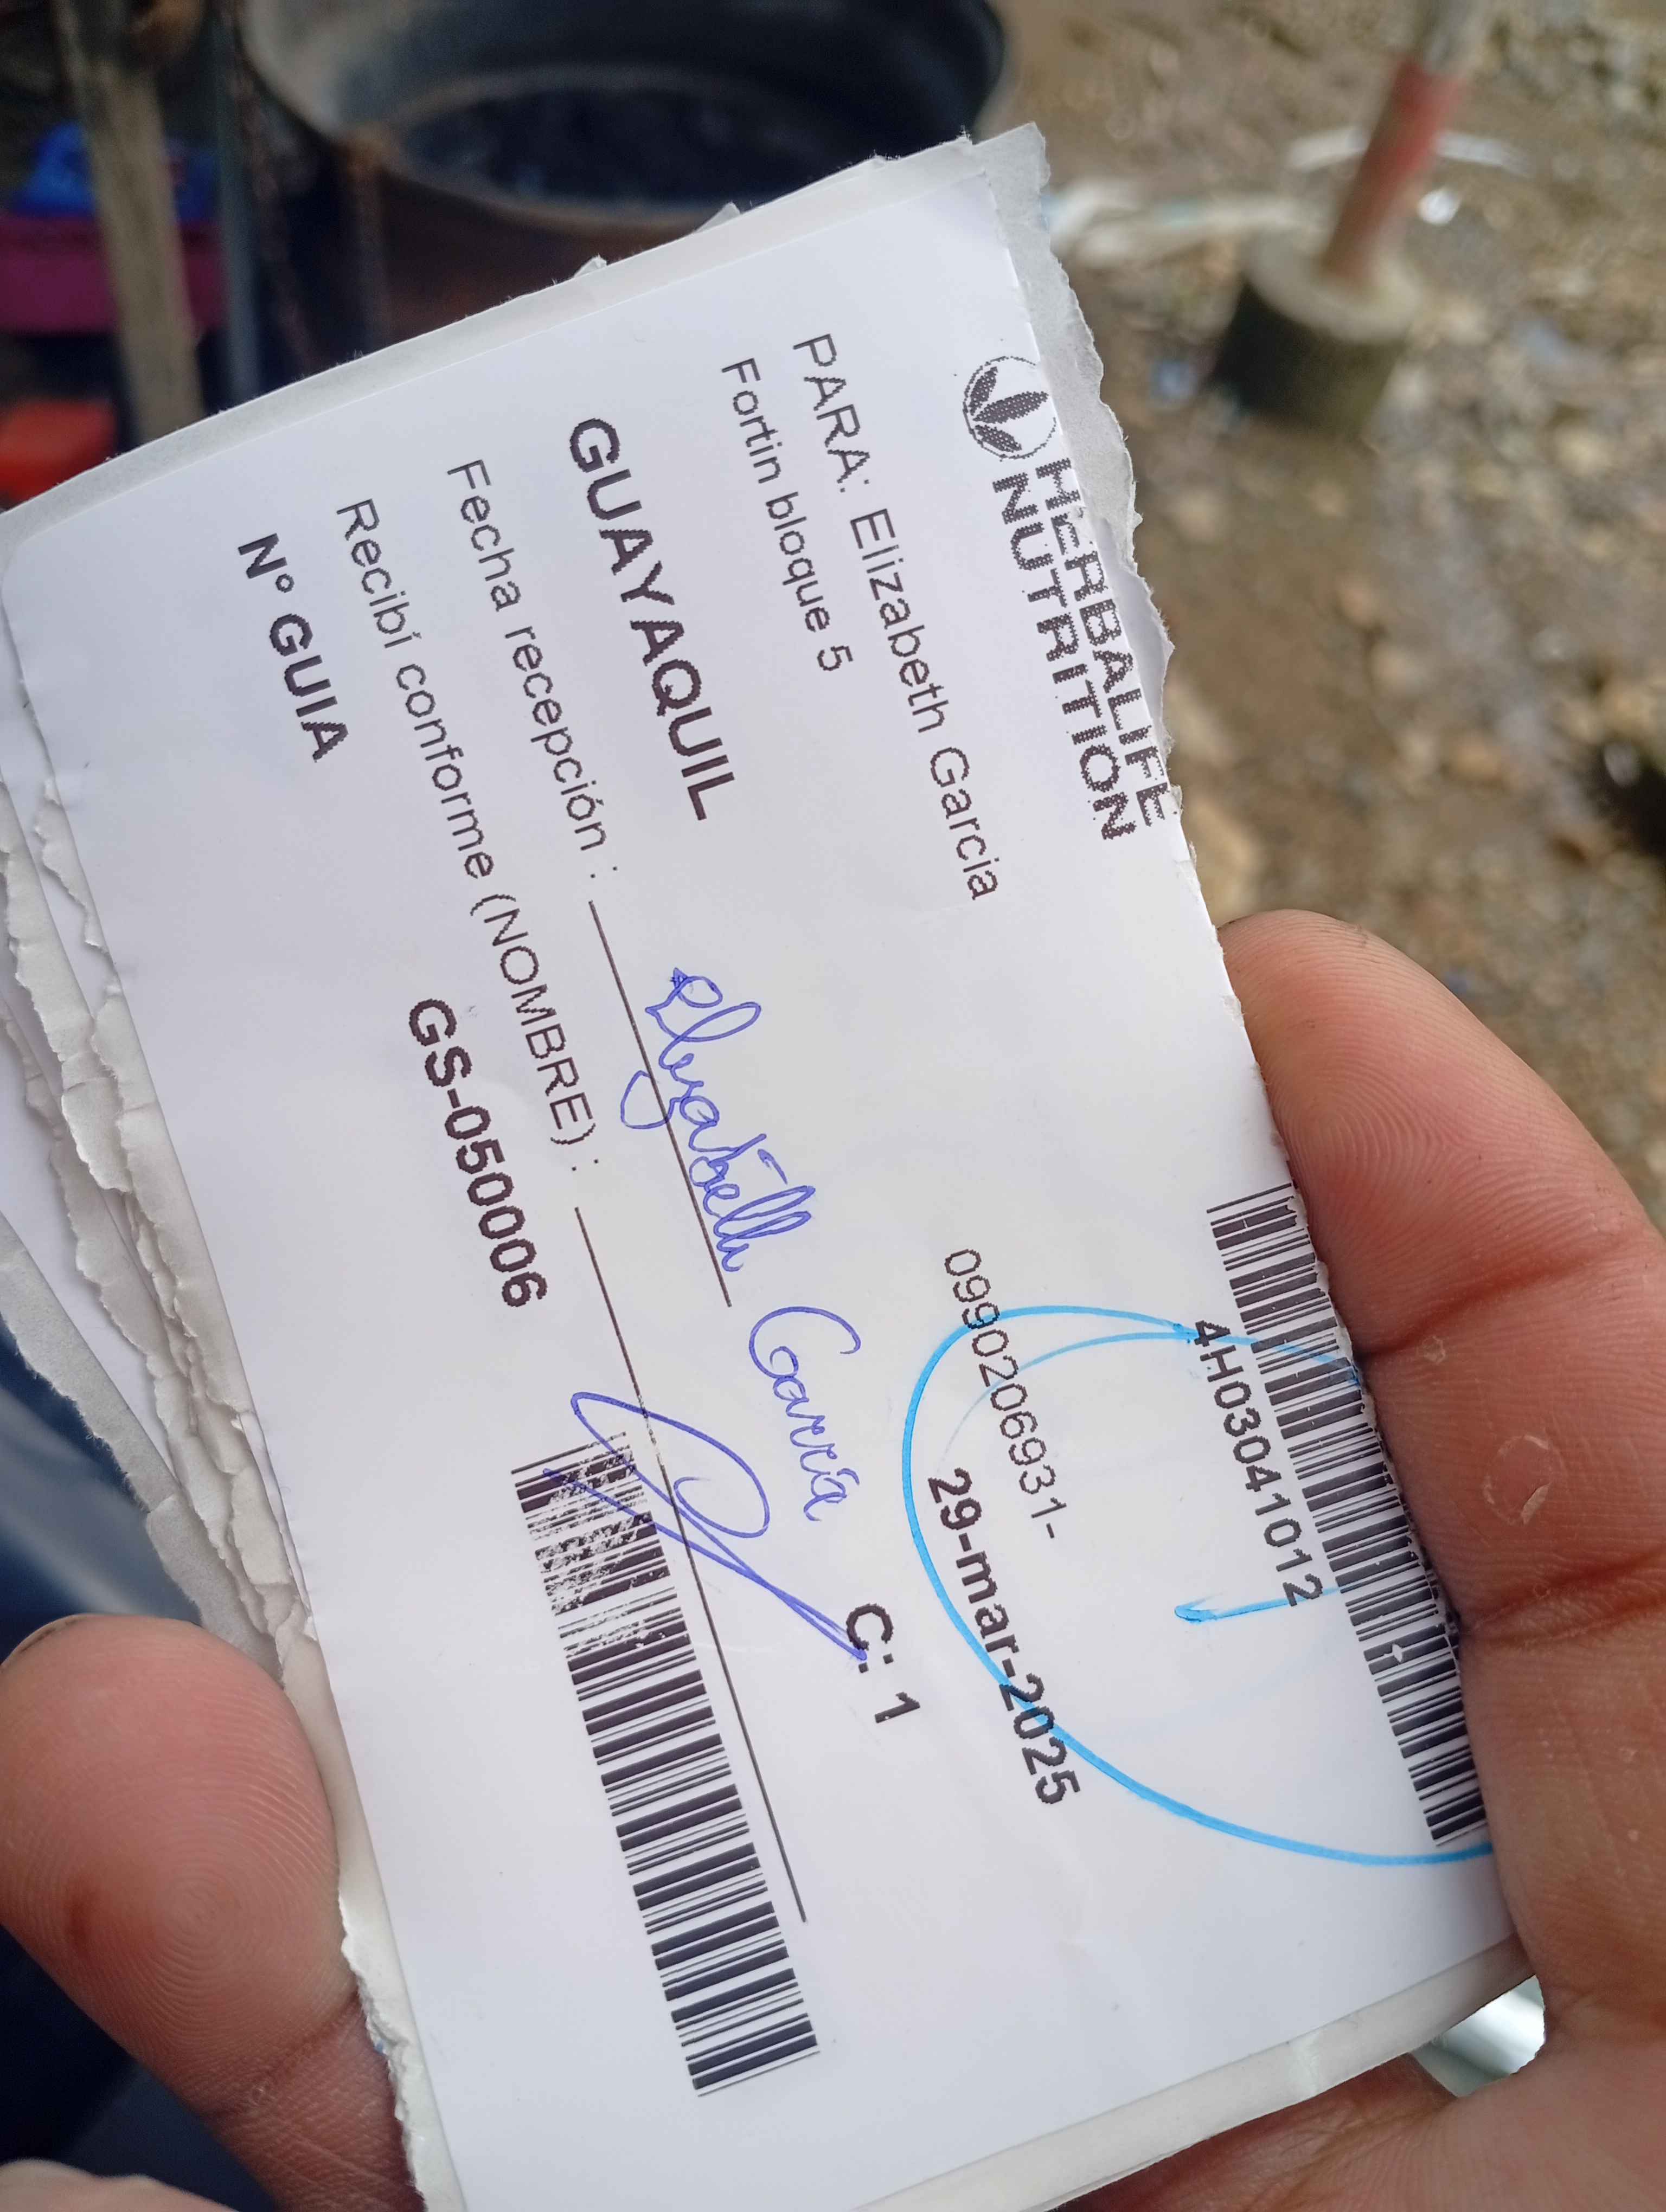 HERBALIFE
NUTRITION
4H03041012
PARA: Elizabeth Garcia
0990206931-
Fortin bloque 5
29-mar-2025
GUAYAQUIL
C: 1
Fecha recepción :
Elizabeth García
Recibí conforme (NOMBRE) :
N° GUIA
GS-050006